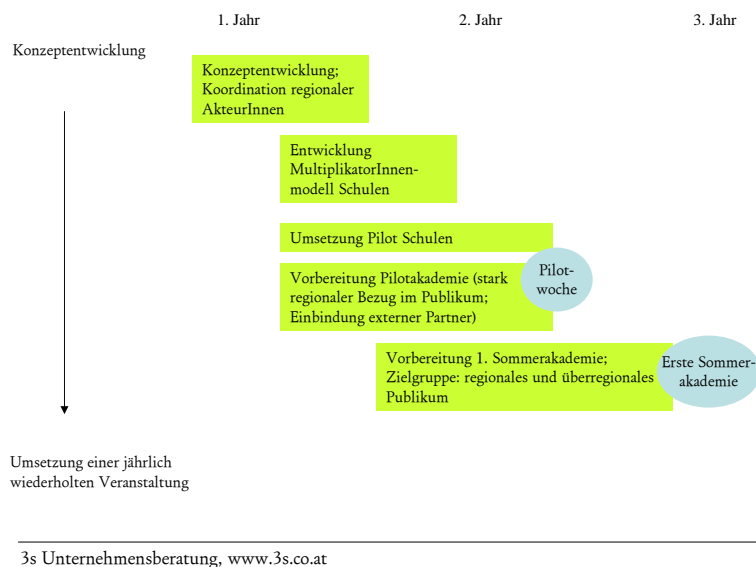 1. Jahr 2. Jahr 3. Jahr
Konzeptentwicklung
Konzeptentwicklung;
Koordination regionaler
AkteurInnen
Entwicklung
MultiplikatorInnen-
modell Schulen
Umsetzung Pilot Schulen
Vorbereitung Pilotakademie (stark
regionaler Bezug im Publikum;
Einbindung externer Partner)
Pilot-
woche
Vorbereitung 1. Sommerakademie;
Zielgruppe: regionales und überregionales
Publikum
Erste Sommer-
akademie
Umsetzung einer jährlich
wiederholten Veranstaltung
3s Unternehmensberatung, www.3s.co.at